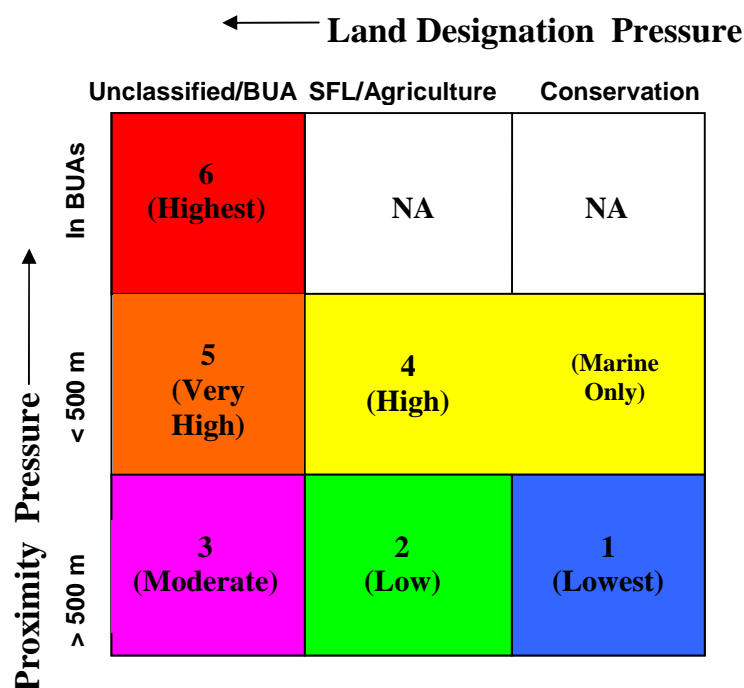 Land Designation Pressure
Unclassified/BUA SFL/Agriculture Conservation
In BUAs
6
(Highest)
NA
NA
< 500 m
5
(Very
High)
4
(High)
(Marine
Only)
> 500 m
3
(Moderate)
2
(Low)
1
(Lowest)
Proximity Pressure